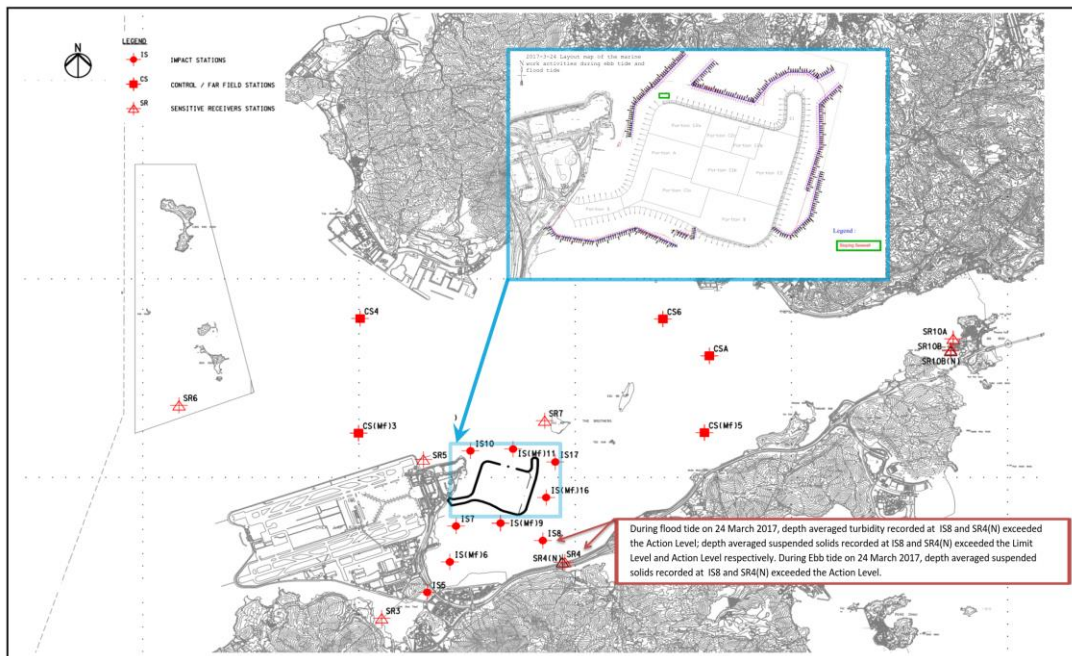 LEGEND
N
IS IMPACT STATIONS
CS CONTROL / FAR FIELD STATIONS
SR SENSITIVE RECEIVERS STATIONS
2017-3-24 Layout map of the marine
work activities during ebb tide and
flood tide
Legend :
CS4
CS6
CSA
SR10A
SR10B
SR10B(N)
SR6
SR7
CS(Mf)3
CS(Mf)5
IS10
IS(Mf)11
IS17
SR5
IS(Mf)16
IS7
IS(Mf)9
IS8
IS(Mf)6
SR4(N)
SR4
IS5
SR3
During flood tide on 24 March 2017, depth averaged turbidity recorded at IS8 and SR4(N) exceeded
the Action Level; depth averaged suspended solids recorded at IS8 and SR4(N) exceeded the Limit
Level and Action Level respectively. During Ebb tide on 24 March 2017, depth averaged suspended
solids recorded at IS8 and SR4(N) exceeded the Action Level.